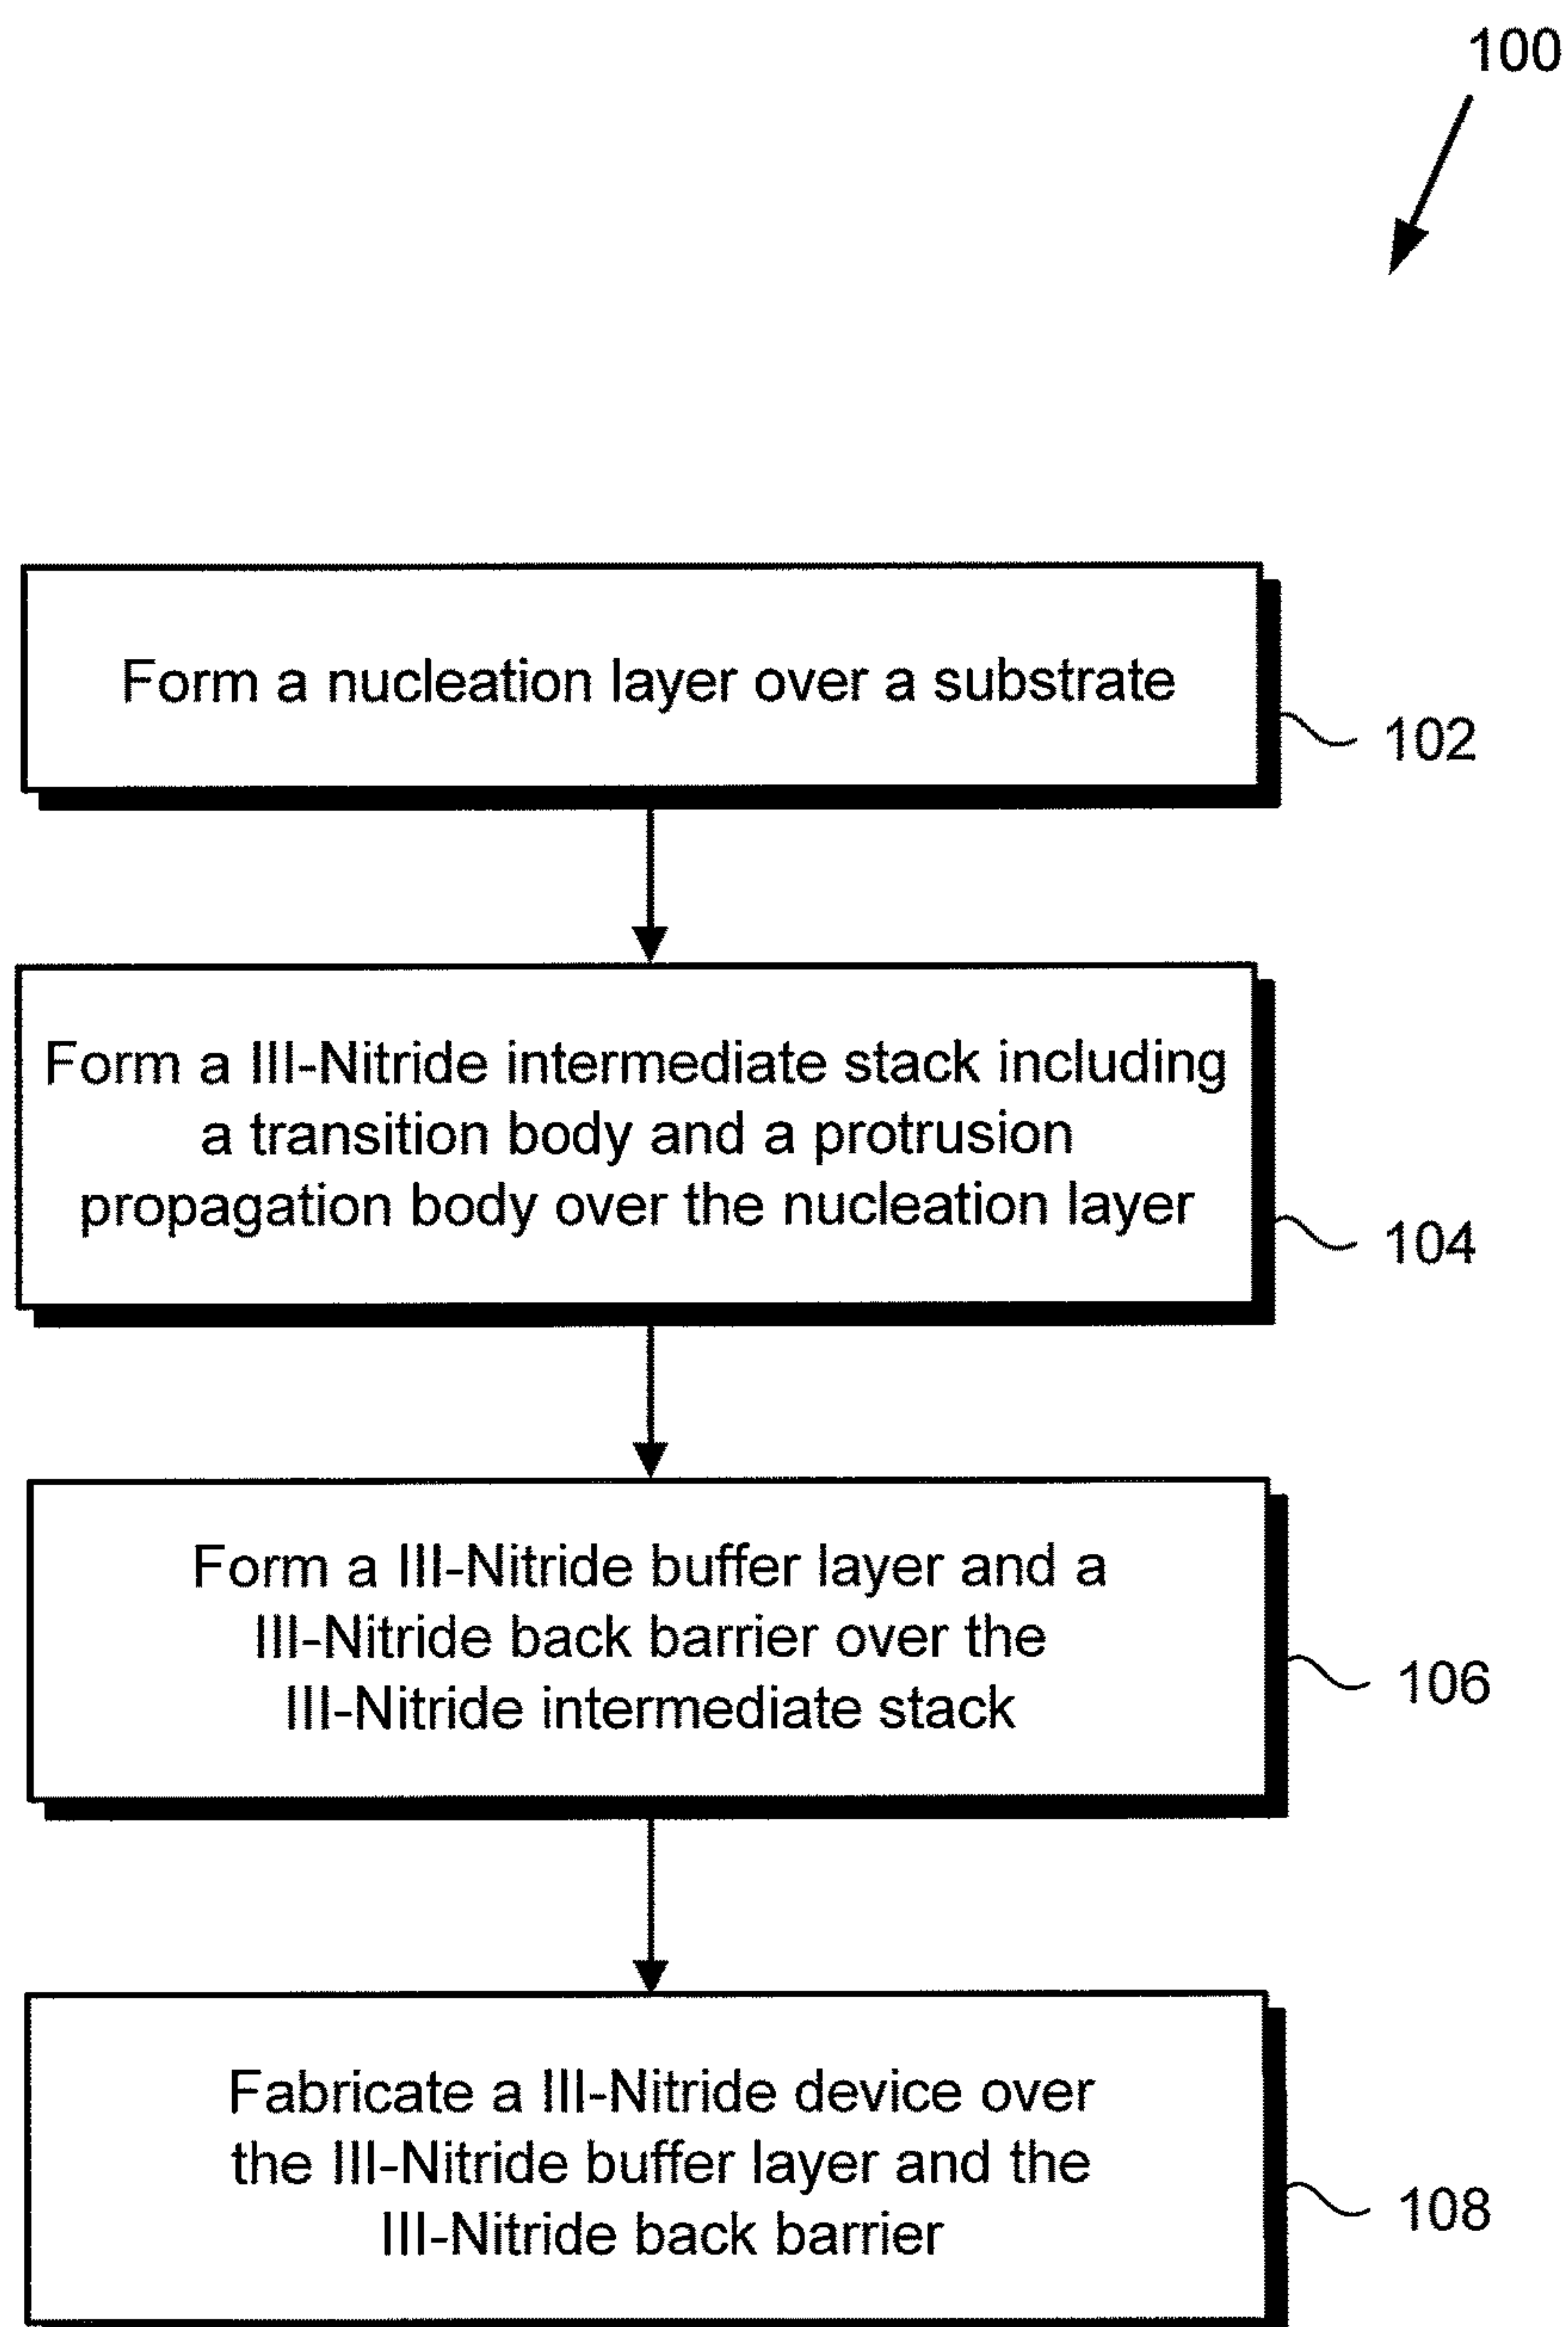 100
Form a nucleation layer over a substrate
102
Form a III-Nitride intermediate stack including
a transition body and a protrusion
propagation body over the nucleation layer
104
Form a III-Nitride buffer layer and a
III-Nitride back barrier over the
III-Nitride intermediate stack
106
Fabricate a III-Nitride device over
the III-Nitride buffer layer and the
III-Nitride back barrier
108